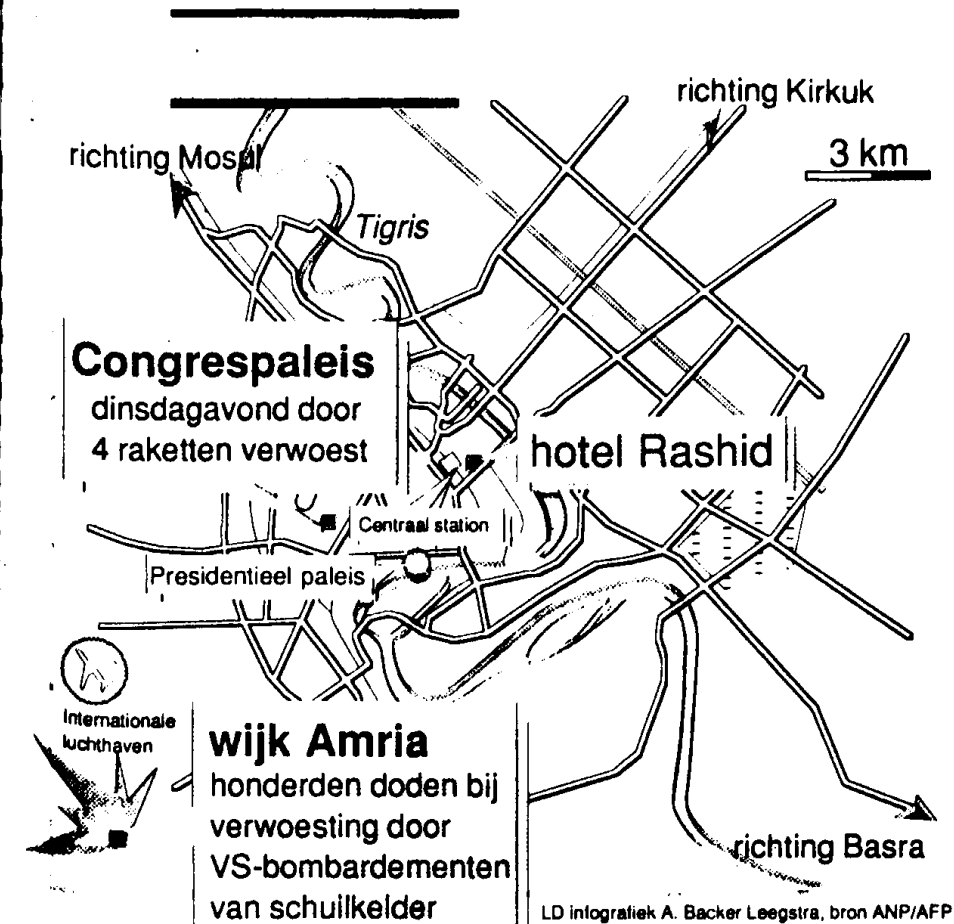 richting Kirkuk
3 km
richting Mosul
Tigris
Congrespaleis
dinsdagavond door
4 raketten verwoest
hotel Rashid
Centraal station
Presidentieel paleis
Internationale
luchthaven
wijk Amria
honderden doden bij
verwoesting door
VS-bombardementen
van schuilkelder
richting Basra
LD infografiek A. Backer Leegstra, bron ANP/AFP